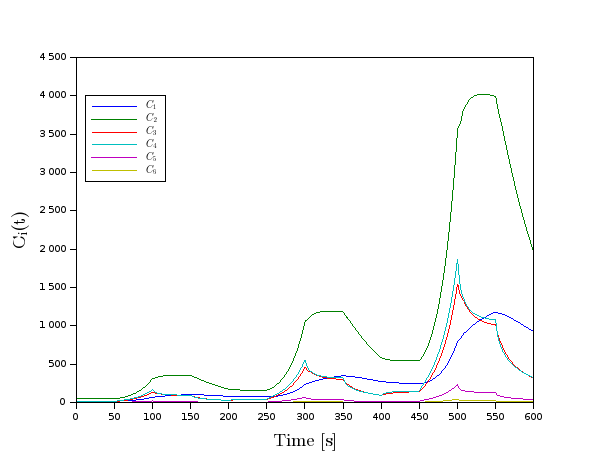 4 500
4 000
3 500
3 000
2 500
2 000
1 500
1 000
500
0
C₁
C₂
C₃
C₄
C₅
C₆
Cᵢ(t)
0 50 100 150 200 250 300 350 400 450 500 550 600
Time [s]